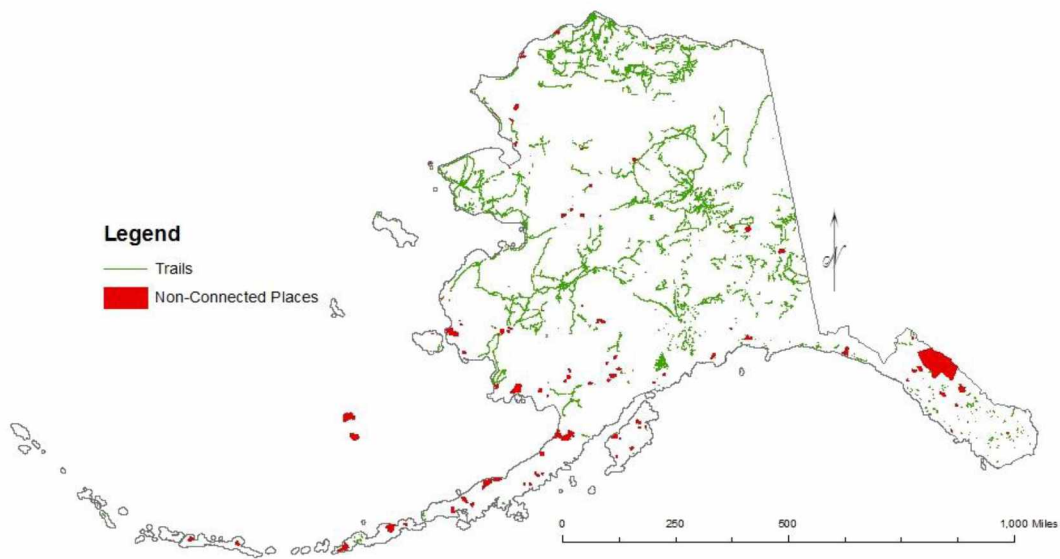 Legend
Trails
Non-Connected Places
N
0 250 500 1,000 Miles